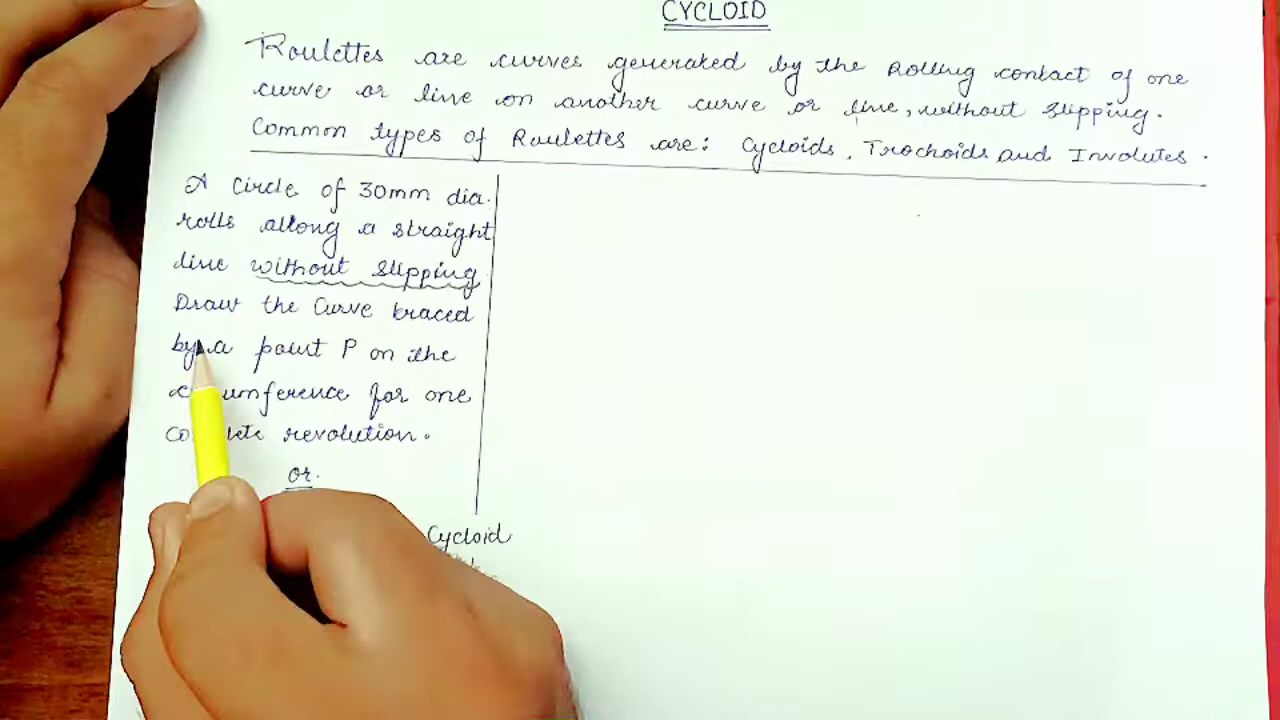 CYCLOID
Roulettes are curves generated by the Rolling contact of one
curve or line on another curve or line, without slipping.
Common types of Roulettes are: Cycloids, Trochoids and Involutes.
A Circle of 30mm dia.
rolls allong a straight
line without slipping
Draw the Curve traced
by a point P on the
for one
revolution.
or.
Cycloid